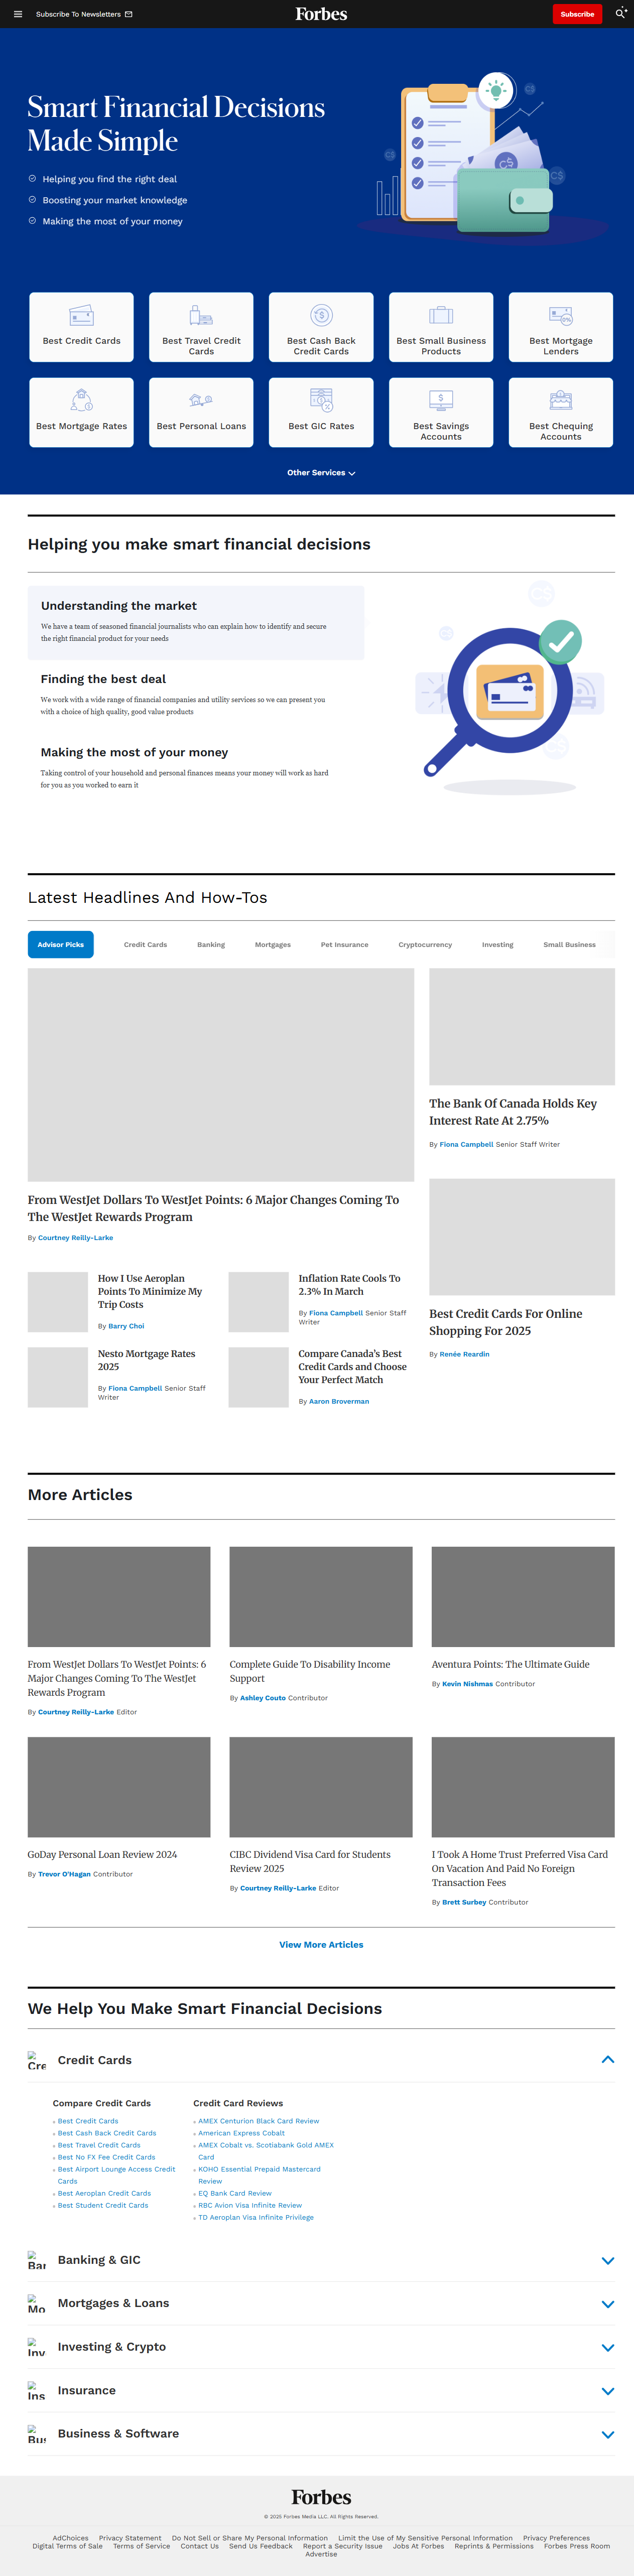 Subscribe To Newsletters
Forbes
Subscribe
Smart Financial Decisions
Made Simple
Helping you find the right deal
Boosting your market knowledge
Making the most of your money
C$
C$
C$
C$
Best Credit Cards
Best Travel Credit
Cards
Best Cash Back
Credit Cards
Best Small Business
Products
Best Mortgage
Lenders
Best Mortgage Rates
Best Personal Loans
Best GIC Rates
Best Savings
Accounts
Best Chequing
Accounts
Other Services
Helping you make smart financial decisions
Understanding the market
We have a team of seasoned financial journalists who can explain how to identify and secure
the right financial product for your needs
Finding the best deal
We work with a wide range of financial companies and utility services so we can present you
with a choice of high quality, good value products
Making the most of your money
Taking control of your household and personal finances means your money will work as hard
for you as you worked to earn it
C$
C$
C$
Latest Headlines And How-Tos
Advisor Picks
Credit Cards
Banking
Mortgages
Pet Insurance
Cryptocurrency
Investing
Small Business
From WestJet Dollars To WestJet Points: 6 Major Changes Coming To
The WestJet Rewards Program
By Courtney Reilly-Larke
The Bank Of Canada Holds Key
Interest Rate At 2.75%
By Fiona Campbell Senior Staff Writer
How I Use Aeroplan
Points To Minimize My
Trip Costs
By Barry Choi
Inflation Rate Cools To
2.3% In March
By Fiona Campbell Senior Staff
Writer
Nesto Mortgage Rates
2025
By Fiona Campbell Senior Staff
Writer
Compare Canada's Best
Credit Cards and Choose
Your Perfect Match
By Aaron Broverman
Best Credit Cards For Online
Shopping For 2025
By Renée Reardin
More Articles
From WestJet Dollars To WestJet Points: 6
Major Changes Coming To The WestJet
Rewards Program
By Courtney Reilly-Larke Editor
Complete Guide To Disability Income
Support
By Ashley Couto Contributor
Aventura Points: The Ultimate Guide
By Kevin Nishmas Contributor
GoDay Personal Loan Review 2024
By Trevor O'Hagan Contributor
CIBC Dividend Visa Card for Students
Review 2025
By Courtney Reilly-Larke Editor
I Took A Home Trust Preferred Visa Card
On Vacation And Paid No Foreign
Transaction Fees
By Brett Surbey Contributor
View More Articles
We Help You Make Smart Financial Decisions
Cre
Credit Cards
Compare Credit Cards
Best Credit Cards
Best Cash Back Credit Cards
Best Travel Credit Cards
Best No FX Fee Credit Cards
Best Airport Lounge Access Credit
Cards
Best Aeroplan Credit Cards
Best Student Credit Cards
Credit Card Reviews
AMEX Centurion Black Card Review
American Express Cobalt
AMEX Cobalt vs. Scotiabank Gold AMEX
Card
KOHO Essential Prepaid Mastercard
Review
EQ Bank Card Review
RBC Avion Visa Infinite Review
TD Aeroplan Visa Infinite Privilege
Bar
Banking & GIC
Mo
Mortgages & Loans
Inv
Investing & Crypto
Ins
Insurance
Bus
Business & Software
Forbes
© 2025 Forbes Media LLC. All Rights Reserved.
AdChoices Privacy Statement Do Not Sell or Share My Personal Information Limit the Use of My Sensitive Personal Information Privacy Preferences
Digital Terms of Sale Terms of Service Contact Us Send Us Feedback Report a Security Issue Jobs At Forbes Reprints & Permissions Forbes Press Room
Advertise